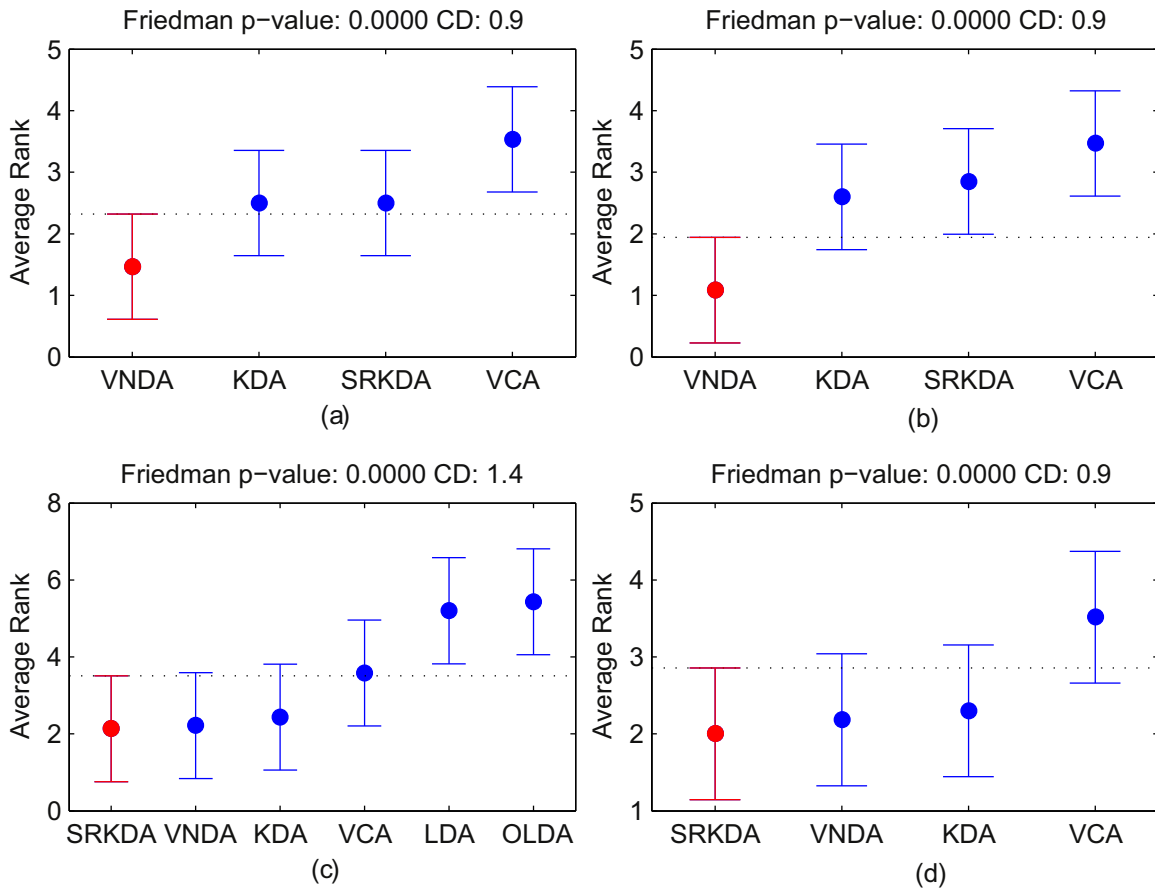 Friedman p−value: 0.0000 CD: 0.9
Average Rank
5
4
3
2
1
0
VNDA KDA SRKDA VCA
(a)
Friedman p−value: 0.0000 CD: 0.9
Average Rank
5
4
3
2
1
0
VNDA KDA SRKDA VCA
(b)
Friedman p−value: 0.0000 CD: 1.4
Average Rank
8
6
4
2
0
SRKDA VNDA KDA VCA LDA OLDA
(c)
Friedman p−value: 0.0000 CD: 0.9
Average Rank
5
4
3
2
1
SRKDA VNDA KDA VCA
(d)